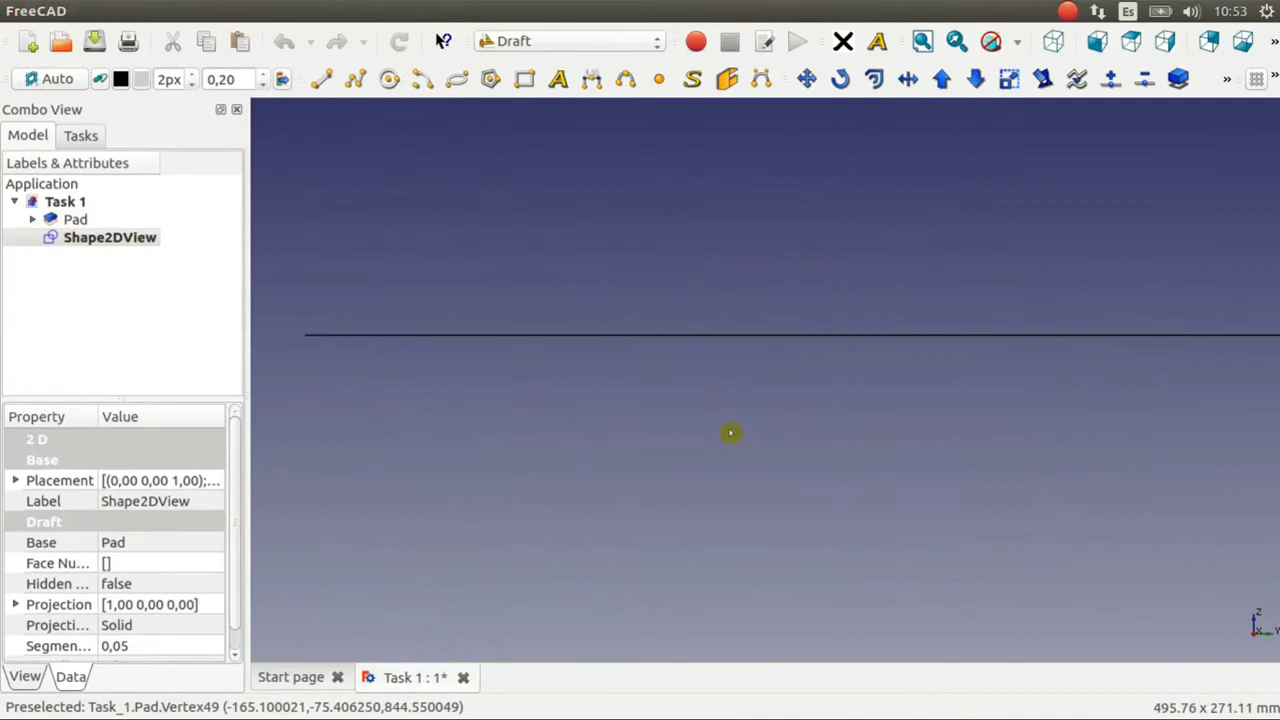 FreeCAD
Es
10:53
Draft
»
Auto
2px
0,20
»
»
Combo View
Model
Tasks
Labels & Attributes
Application
Task 1
Pad
Shape2DView
Property
Value
2 D
Base
Placement
[(0,00 0,00 1,00);...
Label
Shape2DView
Draft
Base
Pad
Face Nu...
[]
Hidden ...
false
Projection
[1,00 0,00 0,00]
Projecti...
Solid
Segmen...
0,05
Z
X
Y
View
Data
Start page
Task 1 : 1*
Preselected: Task_1.Pad.Vertex49 (-165.100021,-75.406250,844.550049)
495.76 x 271.11 mm